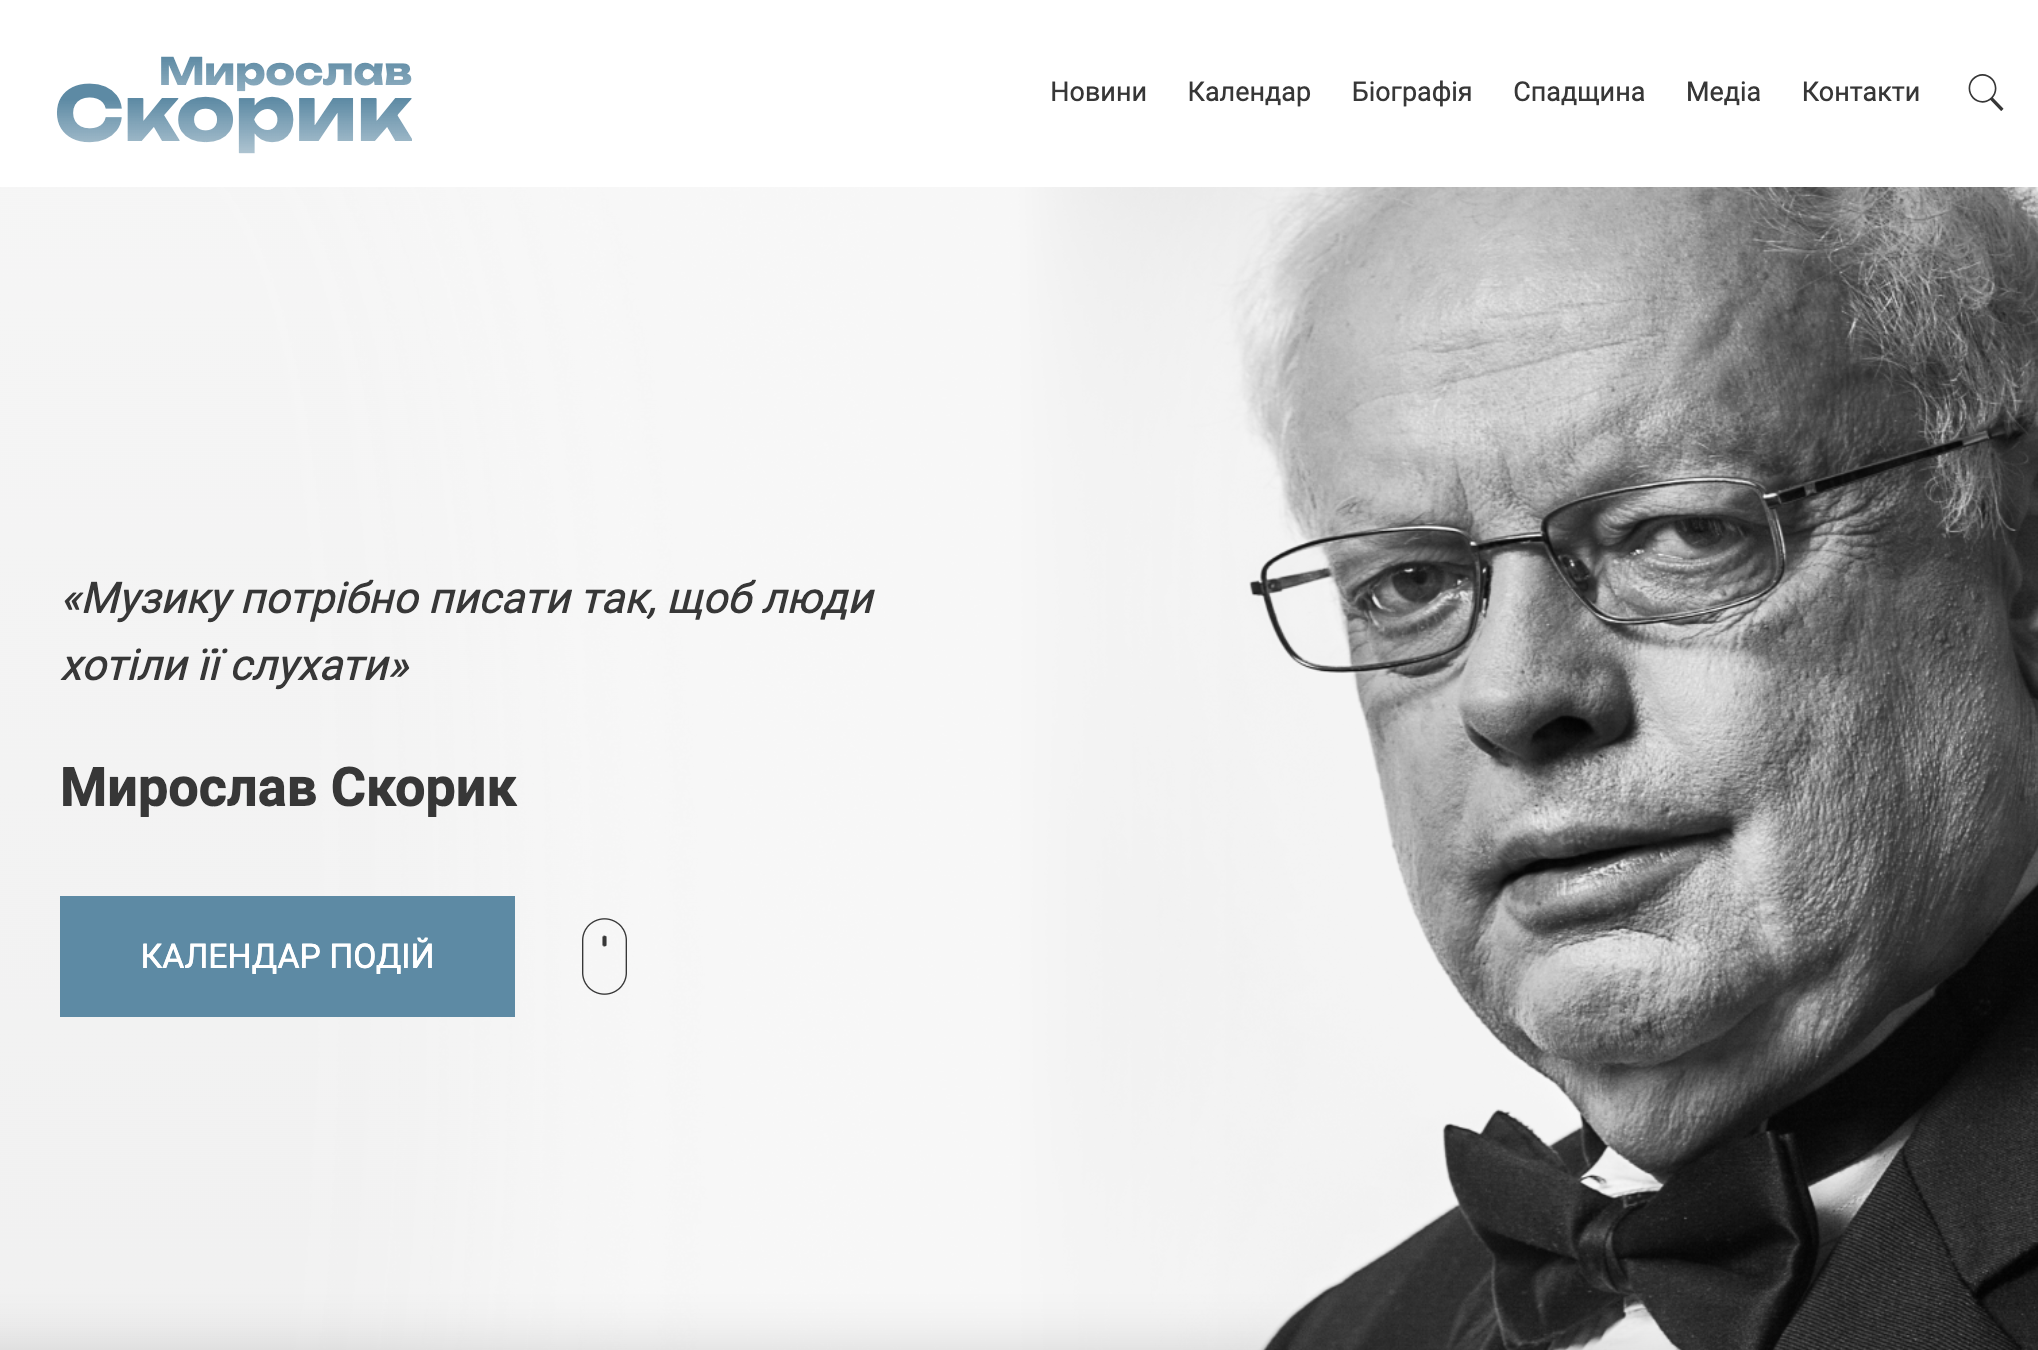 Мирослав
Скорик
Новини
Календар
Біографія
Спадщина
Медіа
Контакти
«Музику потрібно писати так, щоб люди
хотіли її слухати»
Мирослав Скорик
КАЛЕНДАР ПОДІЙ